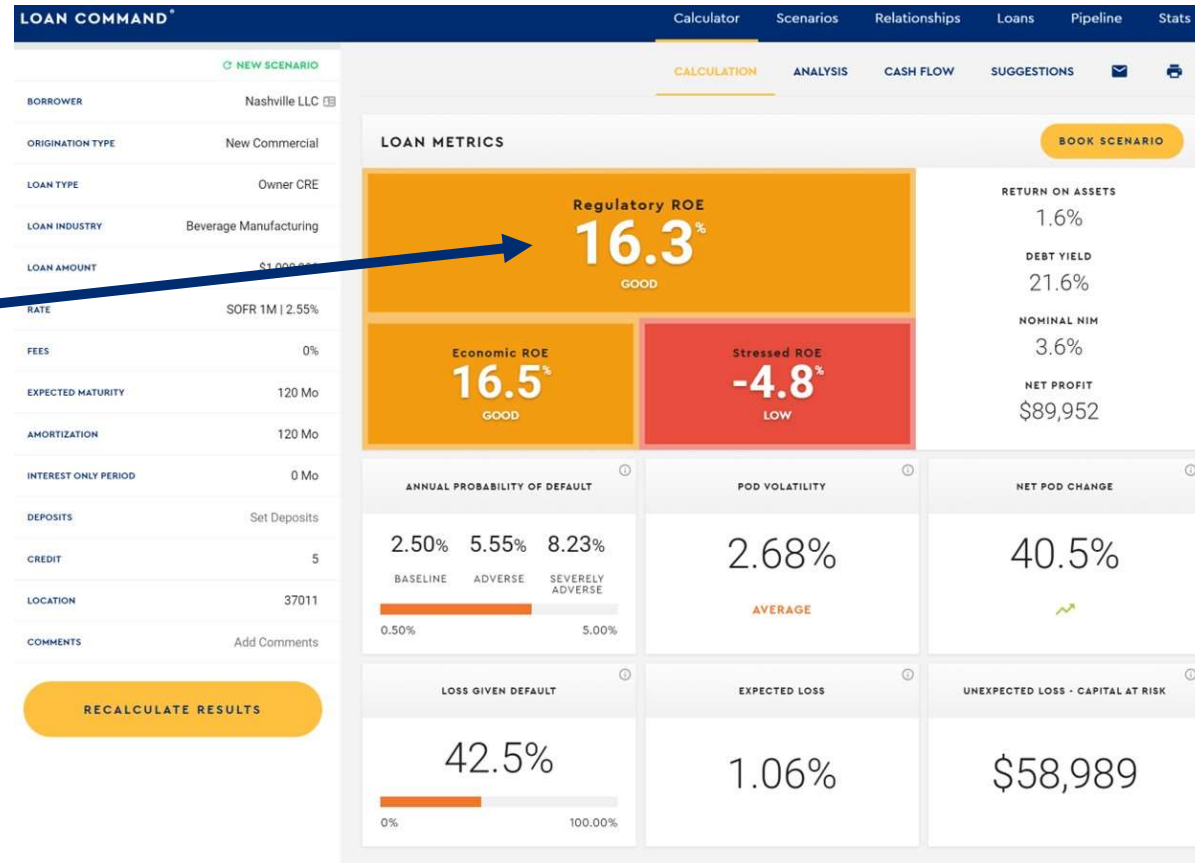 LOAN COMMAND®
Calculator Scenarios Relationships Loans Pipeline Stats
NEW SCENARIO
BORROWER Nashville LLC
ORIGINATION TYPE New Commercial
LOAN TYPE Owner CRE
LOAN INDUSTRY Beverage Manufacturing
LOAN AMOUNT
RATE SOFR 1M | 2.55%
FEES 0%
EXPECTED MATURITY 120 Mo
AMORTIZATION 120 Mo
INTEREST ONLY PERIOD 0 Mo
DEPOSITS Set Deposits
CREDIT 5
LOCATION 37011
COMMENTS Add Comments
RECALCULATE RESULTS
CALCULATION ANALYSIS CASH FLOW SUGGESTIONS
LOAN METRICS
BOOK SCENARIO
Regulatory ROE
16.3%
GOOD
Economic ROE
16.5%
GOOD
Stressed ROE
-4.8%
LOW
RETURN ON ASSETS
1.6%
DEBT YIELD
21.6%
NOMINAL NIM
3.6%
NET PROFIT
$89,952
ANNUAL PROBABILITY OF DEFAULT
2.50% 5.55% 8.23%
BASELINE ADVERSE SEVERELY
ADVERSE
0.50% 5.00%
POD VOLATILITY
2.68%
AVERAGE
NET POD CHANGE
40.5%
LOSS GIVEN DEFAULT
42.5%
0% 100.00%
EXPECTED LOSS
1.06%
UNEXPECTED LOSS - CAPITAL AT RISK
$58,989